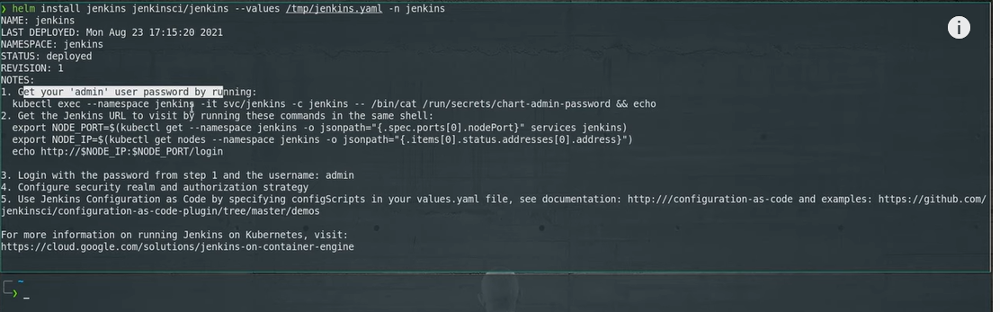 ❯ helm install jenkins jenkinsci/jenkins --values /tmp/jenkins.yaml -n jenkins
NAME: jenkins
LAST DEPLOYED: Mon Aug 23 17:15:20 2021
NAMESPACE: jenkins
STATUS: deployed
REVISION: 1
NOTES:
1. Get your 'admin' user password by running:
  kubectl exec --namespace jenkins -it svc/jenkins -c jenkins -- /bin/cat /run/secrets/chart-admin-password && echo
2. Get the Jenkins URL to visit by running these commands in the same shell:
  export NODE_PORT=$(kubectl get --namespace jenkins -o jsonpath="{.spec.ports[0].nodePort}" services jenkins)
  export NODE_IP=$(kubectl get nodes --namespace jenkins -o jsonpath="{.items[0].status.addresses[0].address}")
  echo http://$NODE_IP:$NODE_PORT/login
3. Login with the password from step 1 and the username: admin
4. Configure security realm and authorization strategy
5. Use Jenkins Configuration as Code by specifying configScripts in your values.yaml file, see documentation: http:///configuration-as-code and examples: https://github.com/
jenkinsci/configuration-as-code-plugin/tree/master/demos
For more information on running Jenkins on Kubernetes, visit:
https://cloud.google.com/solutions/jenkins-on-container-engine
~
❯ _